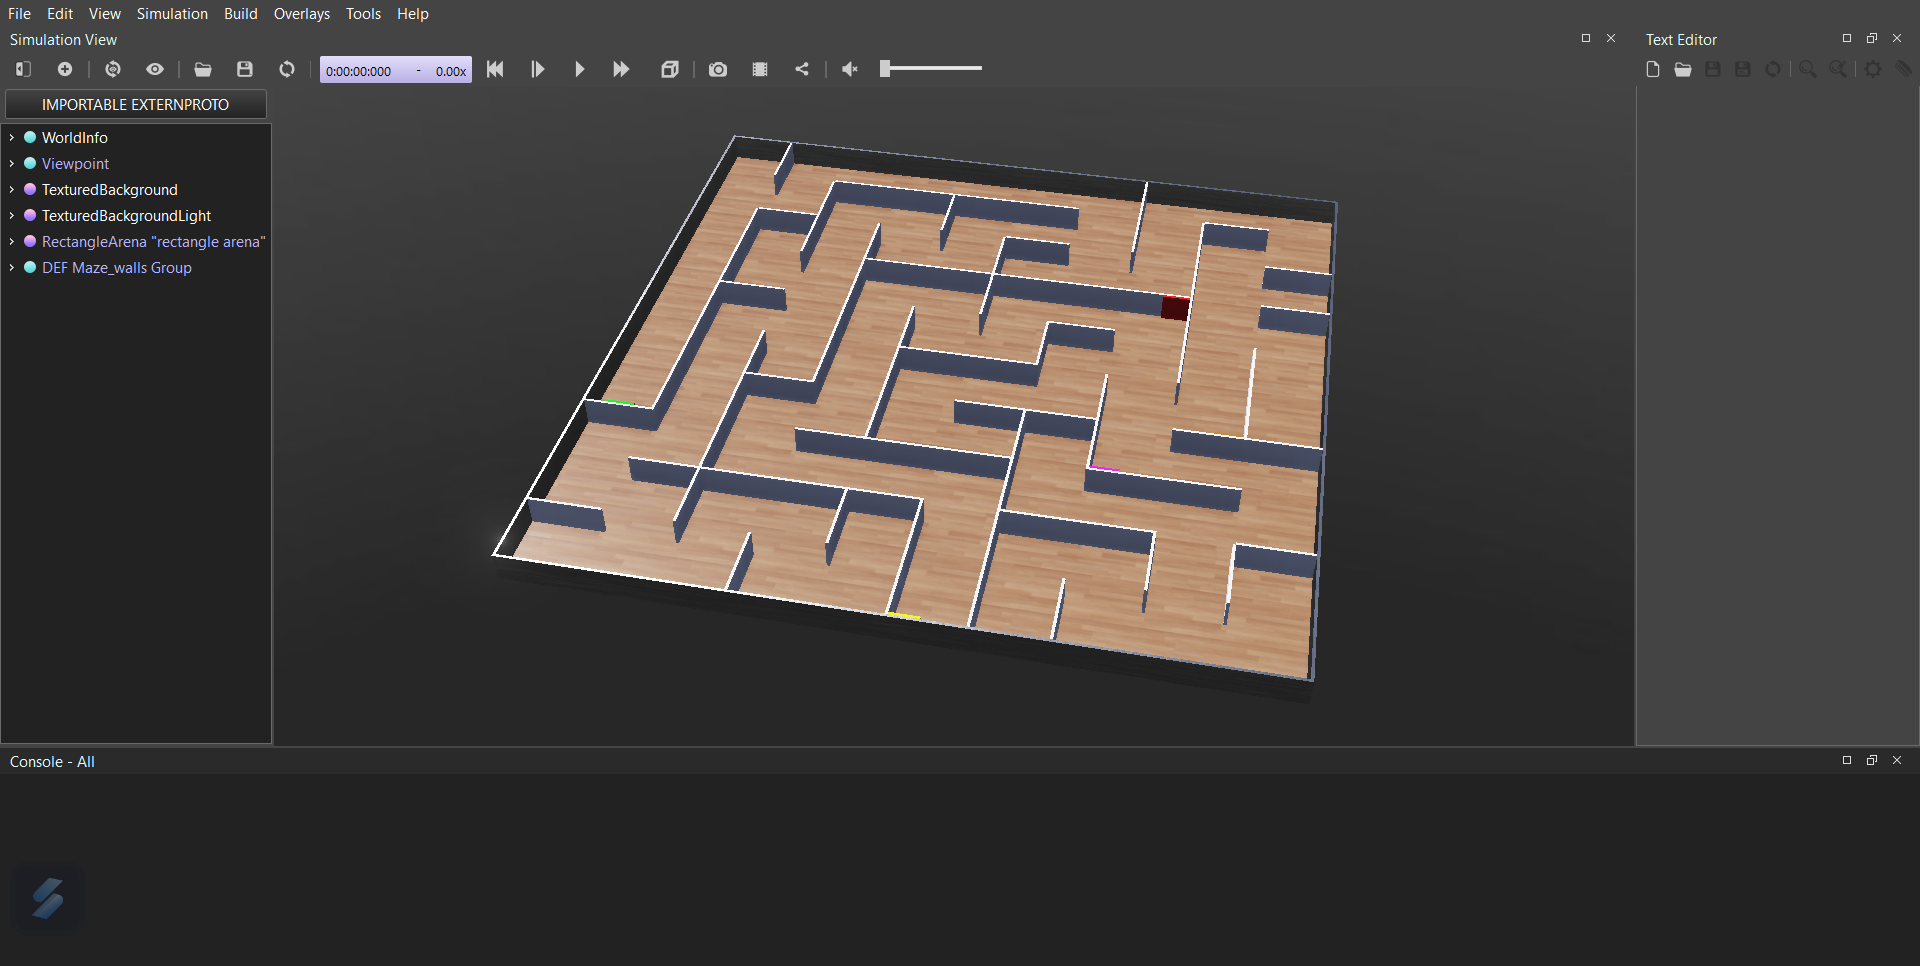 File Edit View Simulation Build Overlays Tools Help
Simulation View
Text Editor
0:00:00:000 - 0.00x
IMPORTABLE EXTERNPROTO
WorldInfo
Viewpoint
TexturedBackground
TexturedBackgroundLight
RectangleArena "rectangle arena"
DEF Maze_walls Group
Console - All